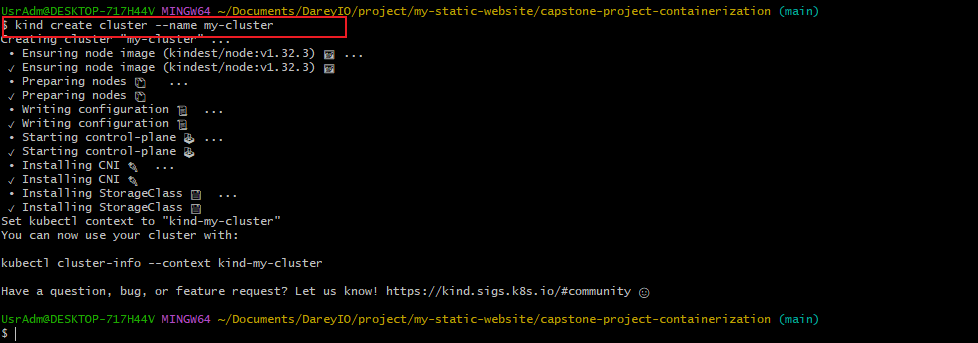 UsrAdm@DESKTOP-717H44V MINGW64 ~/Documents/DareyIO/project/my-static-website/capstone-project-containerization (main)
$ kind create cluster --name my-cluster
Creating cluster "my-cluster" ...
• Ensuring node image (kindest/node:v1.32.3) 🖼 ...
✓ Ensuring node image (kindest/node:v1.32.3) 🖼
• Preparing nodes 📦 ...
✓ Preparing nodes 📦
• Writing configuration 📜 ...
✓ Writing configuration 📜
• Starting control-plane 🕹️ ...
✓ Starting control-plane 🕹️
• Installing CNI 🔌 ...
✓ Installing CNI 🔌
• Installing StorageClass 💾 ...
✓ Installing StorageClass 💾
Set kubectl context to "kind-my-cluster"
You can now use your cluster with:
kubectl cluster-info --context kind-my-cluster
Have a question, bug, or feature request? Let us know! https://kind.sigs.k8s.io/#community 🙂
UsrAdm@DESKTOP-717H44V MINGW64 ~/Documents/DareyIO/project/my-static-website/capstone-project-containerization (main)
$